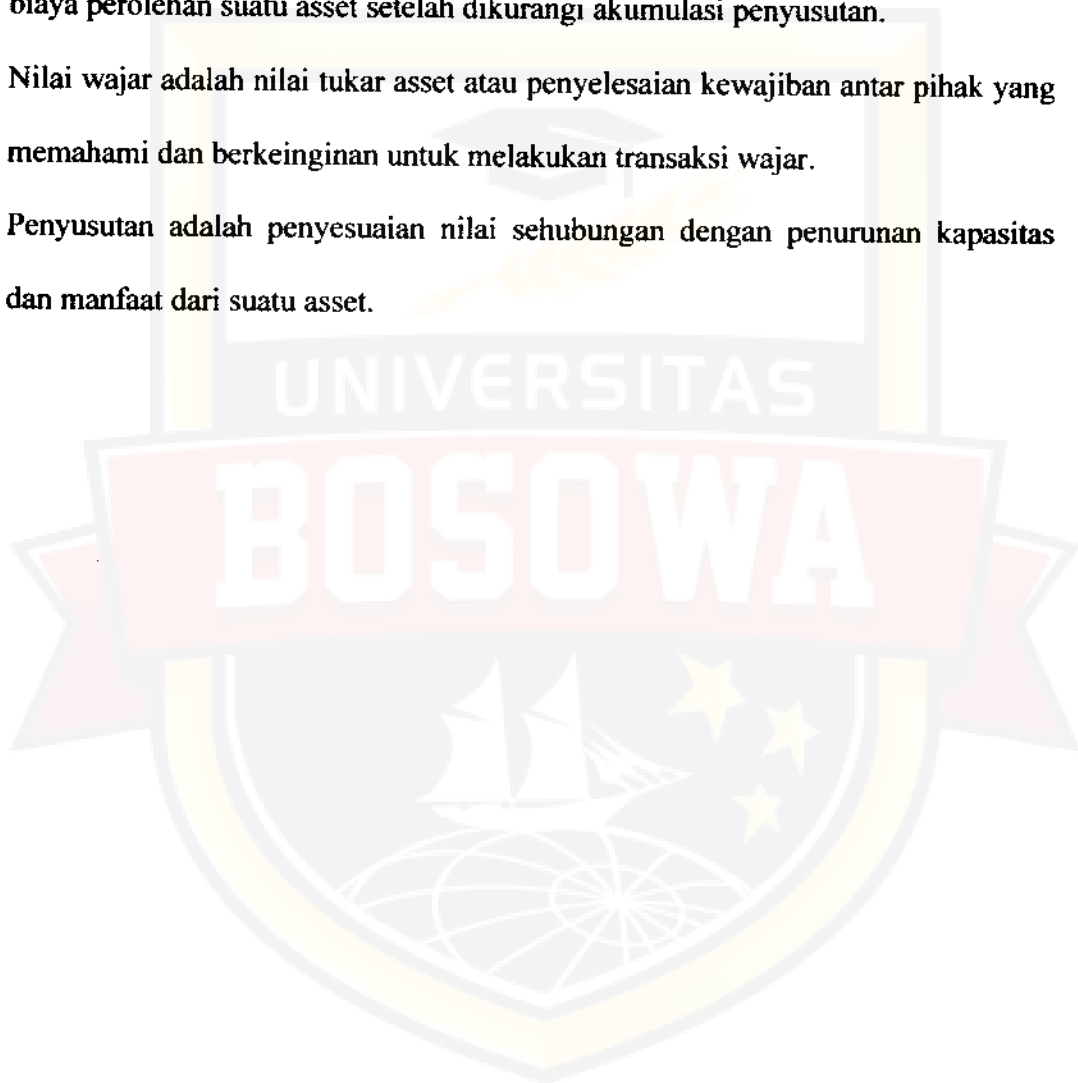 biaya perolehan suatu asset setelah dikurangi akumulasi penyusutan.
Nilai wajar adalah nilai tukar asset atau penyelesaian kewajiban antar pihak yang
memahami dan berkeinginan untuk melakukan transaksi wajar.
Penyusutan adalah penyesuaian nilai sehubungan dengan penurunan kapasitas
dan manfaat dari suatu asset.
UNIVERSITAS
BOSOWA